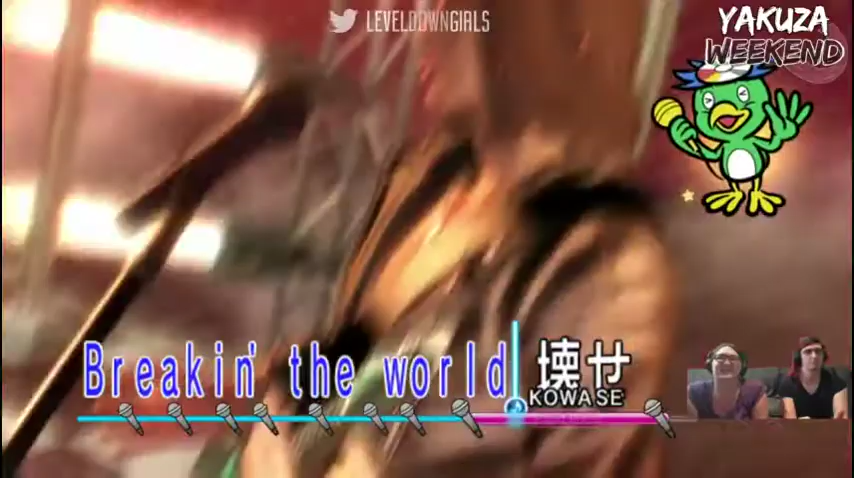 LEVELDOWNGIRLS
YAKUZA
WEEKEND
Breakin' the world 壊せ
KOWASE